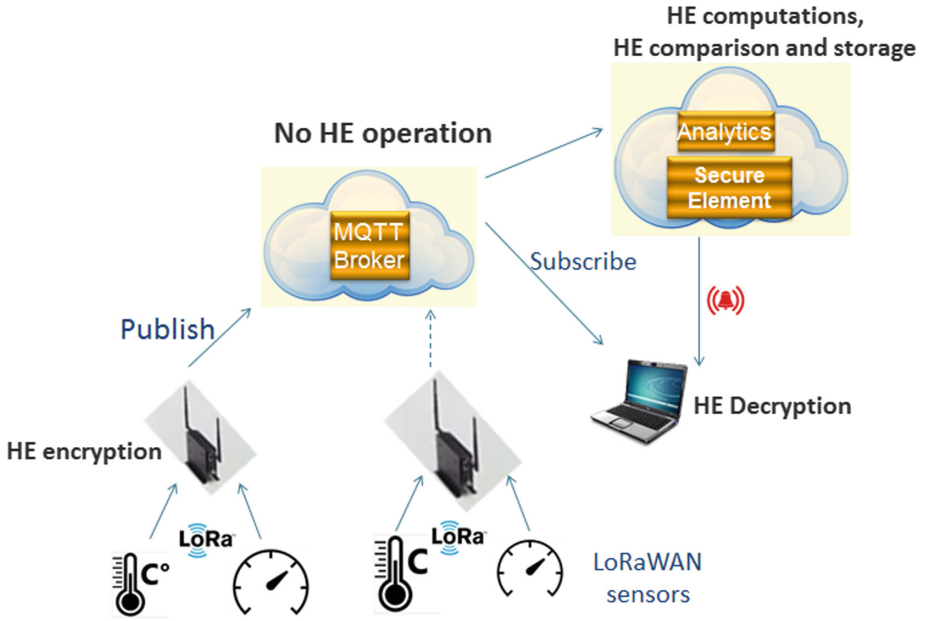 HE computations,
HE comparison and storage
Analytics
Secure
Element
No HE operation
MQTT
Broker
Subscribe
Publish
HE Decryption
HE encryption
LoRa
LoRa
C°
C
LoRaWAN
sensors